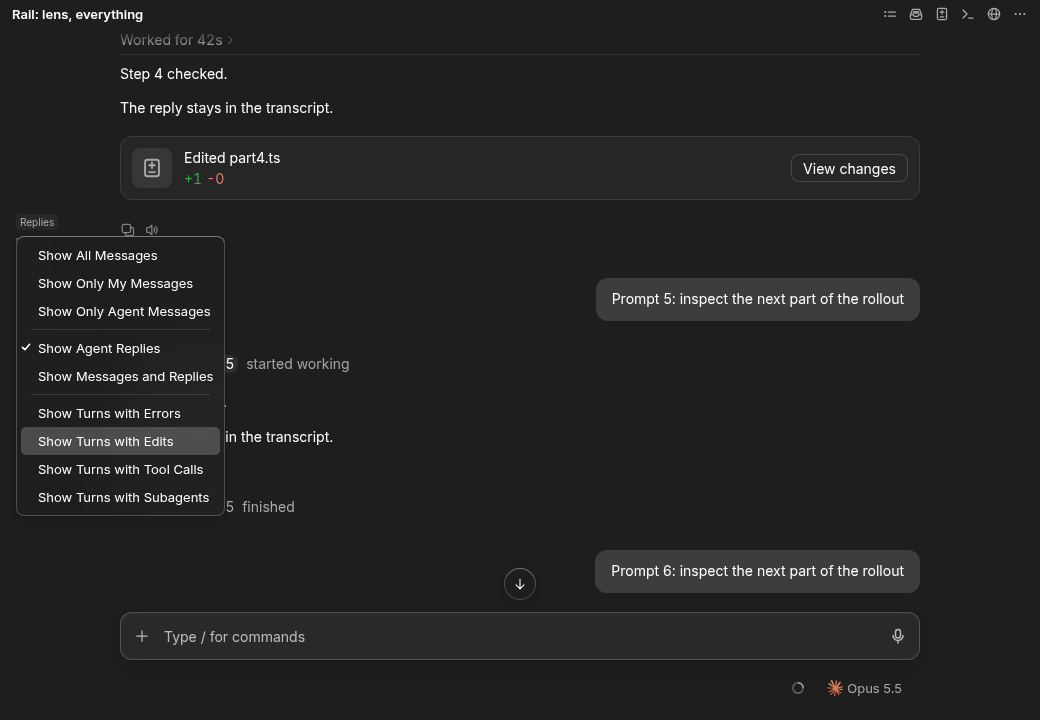 Rail: lens, everything
Worked for 42s
Step 4 checked.
The reply stays in the transcript.
Edited part4.ts
+1 -0
View changes
Replies
Show All Messages
Show Only My Messages
Show Only Agent Messages
Show Agent Replies
Show Messages and Replies
Show Turns with Errors
Show Turns with Edits
Show Turns with Tool Calls
Show Turns with Subagents
Prompt 5: inspect the next part of the rollout
5 started working
in the transcript.
5 finished
Prompt 6: inspect the next part of the rollout
Type / for commands
Opus 5.5